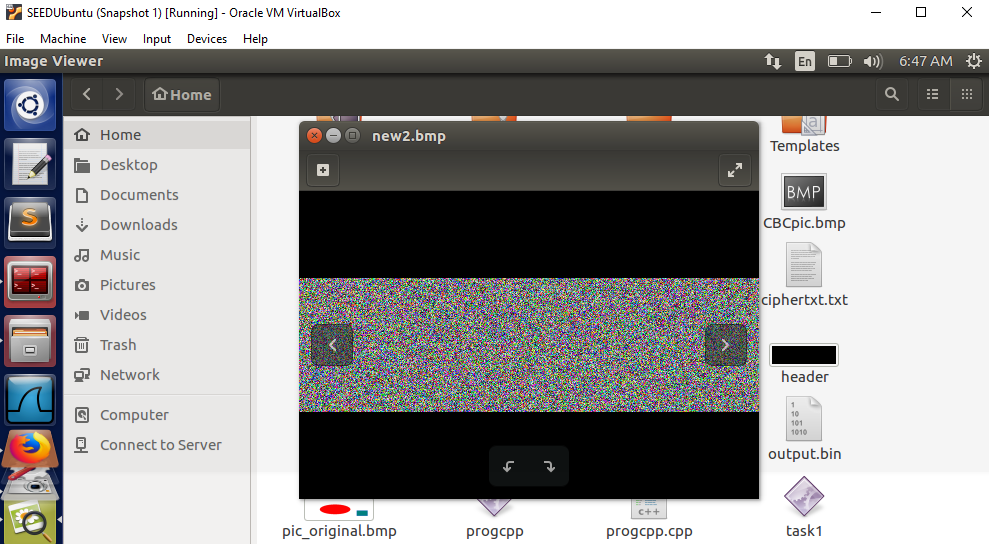 SEEDUbuntu (Snapshot 1) [Running] - Oracle VM VirtualBox
File Machine View Input Devices Help
Image Viewer En 6:47 AM
Home
new2.bmp
Home
Desktop
Documents
Downloads
Music
Pictures
Videos
Trash
Network
Computer
Connect to Server
Templates
BMP
CBCpic.bmp
ciphertxt.txt
header
1
10
101
1010
output.bin
c++
pic_original.bmp progcpp progcpp.cpp task1